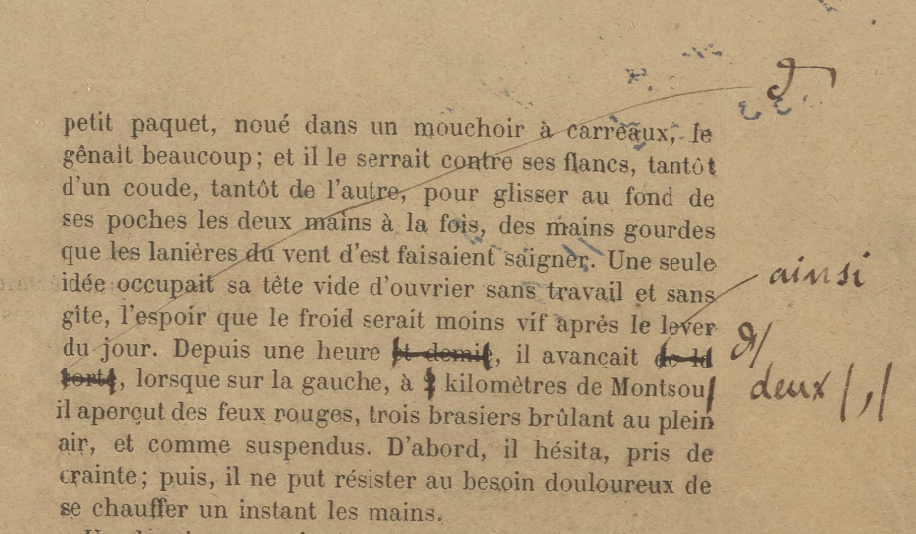 petit paquet, noué dans un mouchoir à carreaux, le
gênait beaucoup ; et il le serrait contre ses flancs, tantôt
d'un coude, tantôt de l'autre, pour glisser au fond de
ses poches les deux mains à la fois, des mains gourdes
que les lanières du vent d'est faisaient saigner. Une seule
idée occupait sa tête vide d'ouvrier sans travail et sans
ainsi
gîte, l'espoir que le froid serait moins vif après le lever
du jour. Depuis une heure et demie, il avançait de la
sorte, lorsque sur la gauche, à 2 kilomètres de Montsou
deux /,/
il aperçut des feux rouges, trois brasiers brûlant au plein
air, et comme suspendus. D'abord, il hésita, pris de
crainte ; puis, il ne put résister au besoin douloureux de
se chauffer un instant les mains.